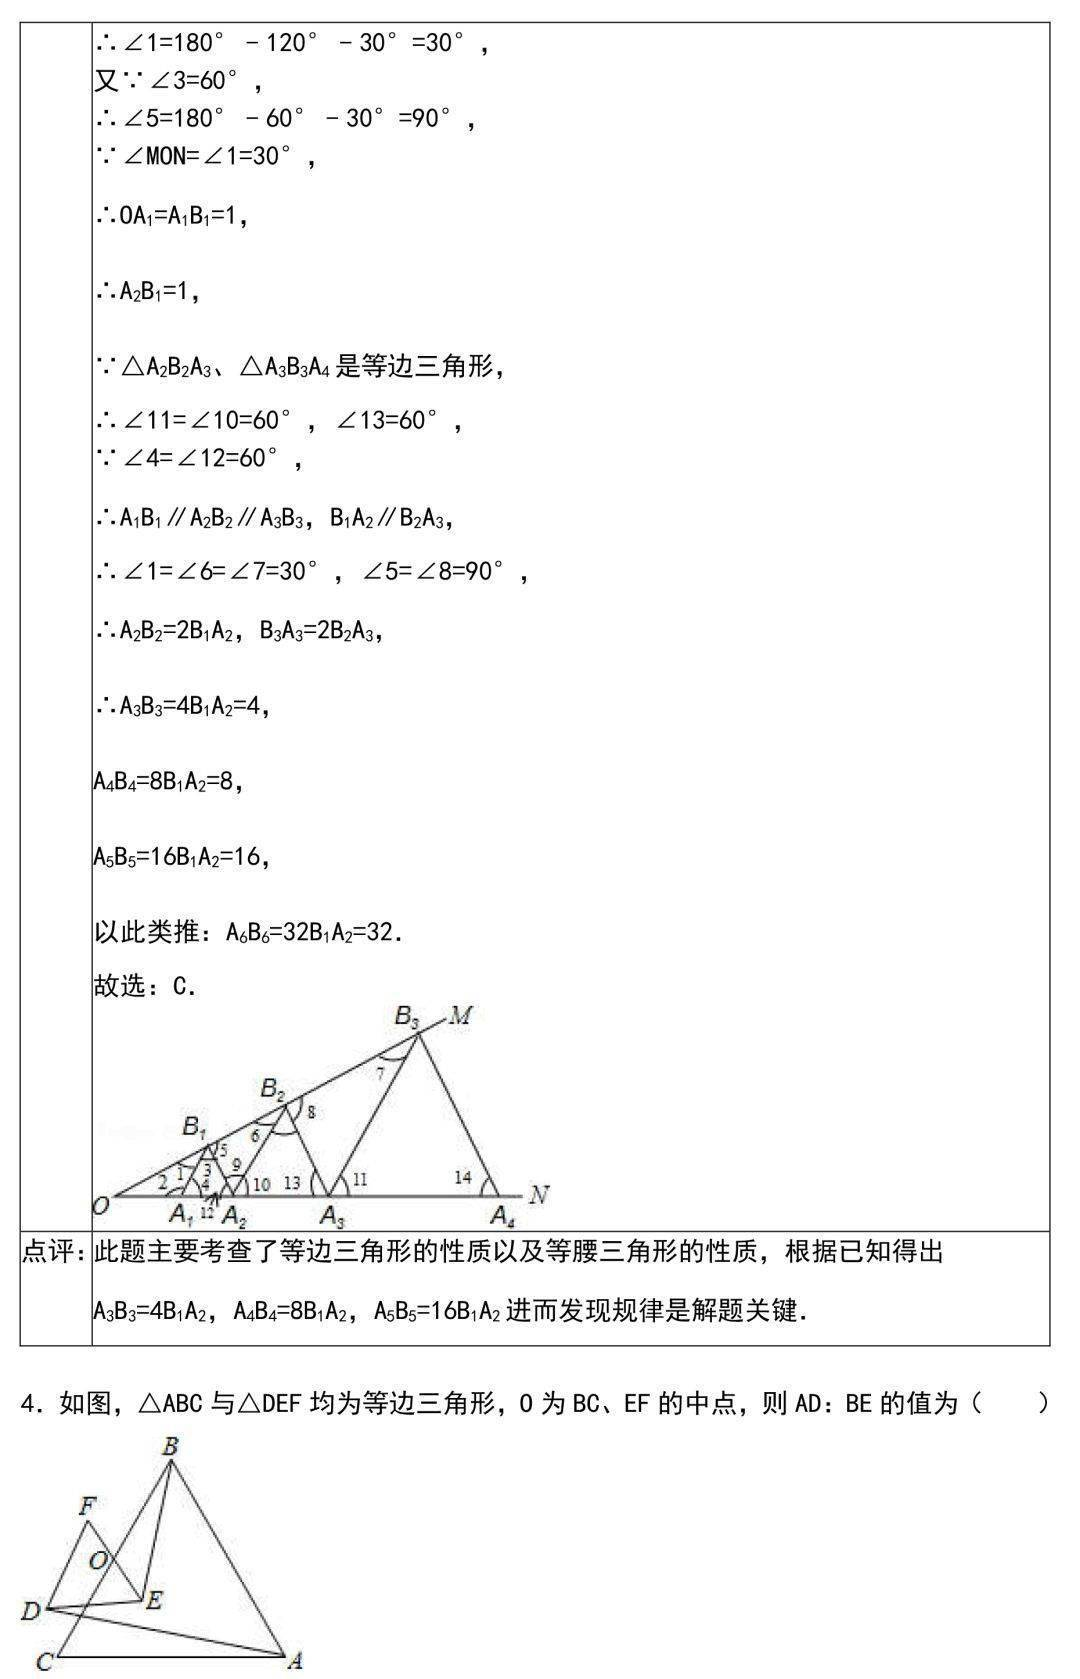 ∴∠1=180°﹣120°﹣30°=30°，
又∵∠3=60°，
∴∠5=180°﹣60°﹣30°=90°，
∵∠MON=∠1=30°，
∴OA₁=A₁B₁=1，
∴A₂B₁=1，
∵△A₂B₂A₃、△A₃B₃A₄是等边三角形，
∴∠11=∠10=60°，∠13=60°，
∵∠4=∠12=60°，
∴A₁B₁∥A₂B₂∥A₃B₃，B₁A₂∥B₂A₃，
∴∠1=∠6=∠7=30°，∠5=∠8=90°，
∴A₂B₂=2B₁A₂，B₃A₃=2B₂A₃，
∴A₃B₃=4B₁A₂=4，
A₄B₄=8B₁A₂=8，
A₅B₅=16B₁A₂=16，
以此类推：A₆B₆=32B₁A₂=32．
故选：C．
B₃ M
7
B₂
8
B₁ 6
5
1 3 9
2 4 10 13 11 14
O A₁ 12 A₂ A₃ A₄ N
点评：此题主要考查了等边三角形的性质以及等腰三角形的性质，根据已知得出
A₃B₃=4B₁A₂，A₄B₄=8B₁A₂，A₅B₅=16B₁A₂进而发现规律是解题关键．
4．如图，△ABC与△DEF均为等边三角形，O为BC、EF的中点，则AD：BE的值为（　　）
B
F
O
D E
C A